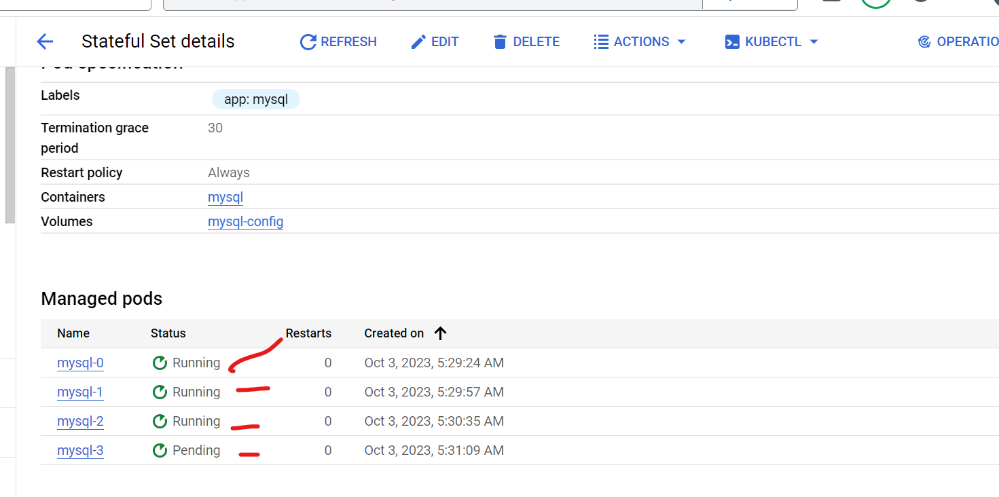 Stateful Set details REFRESH EDIT DELETE ACTIONS KUBECTL OPERATIO
Pod specification
Labels app: mysql
Termination grace period 30
Restart policy Always
Containers mysql
Volumes mysql-config
Managed pods
Name Status Restarts Created on
mysql-0 Running 0 Oct 3, 2023, 5:29:24 AM
mysql-1 Running 0 Oct 3, 2023, 5:29:57 AM
mysql-2 Running 0 Oct 3, 2023, 5:30:35 AM
mysql-3 Pending 0 Oct 3, 2023, 5:31:09 AM